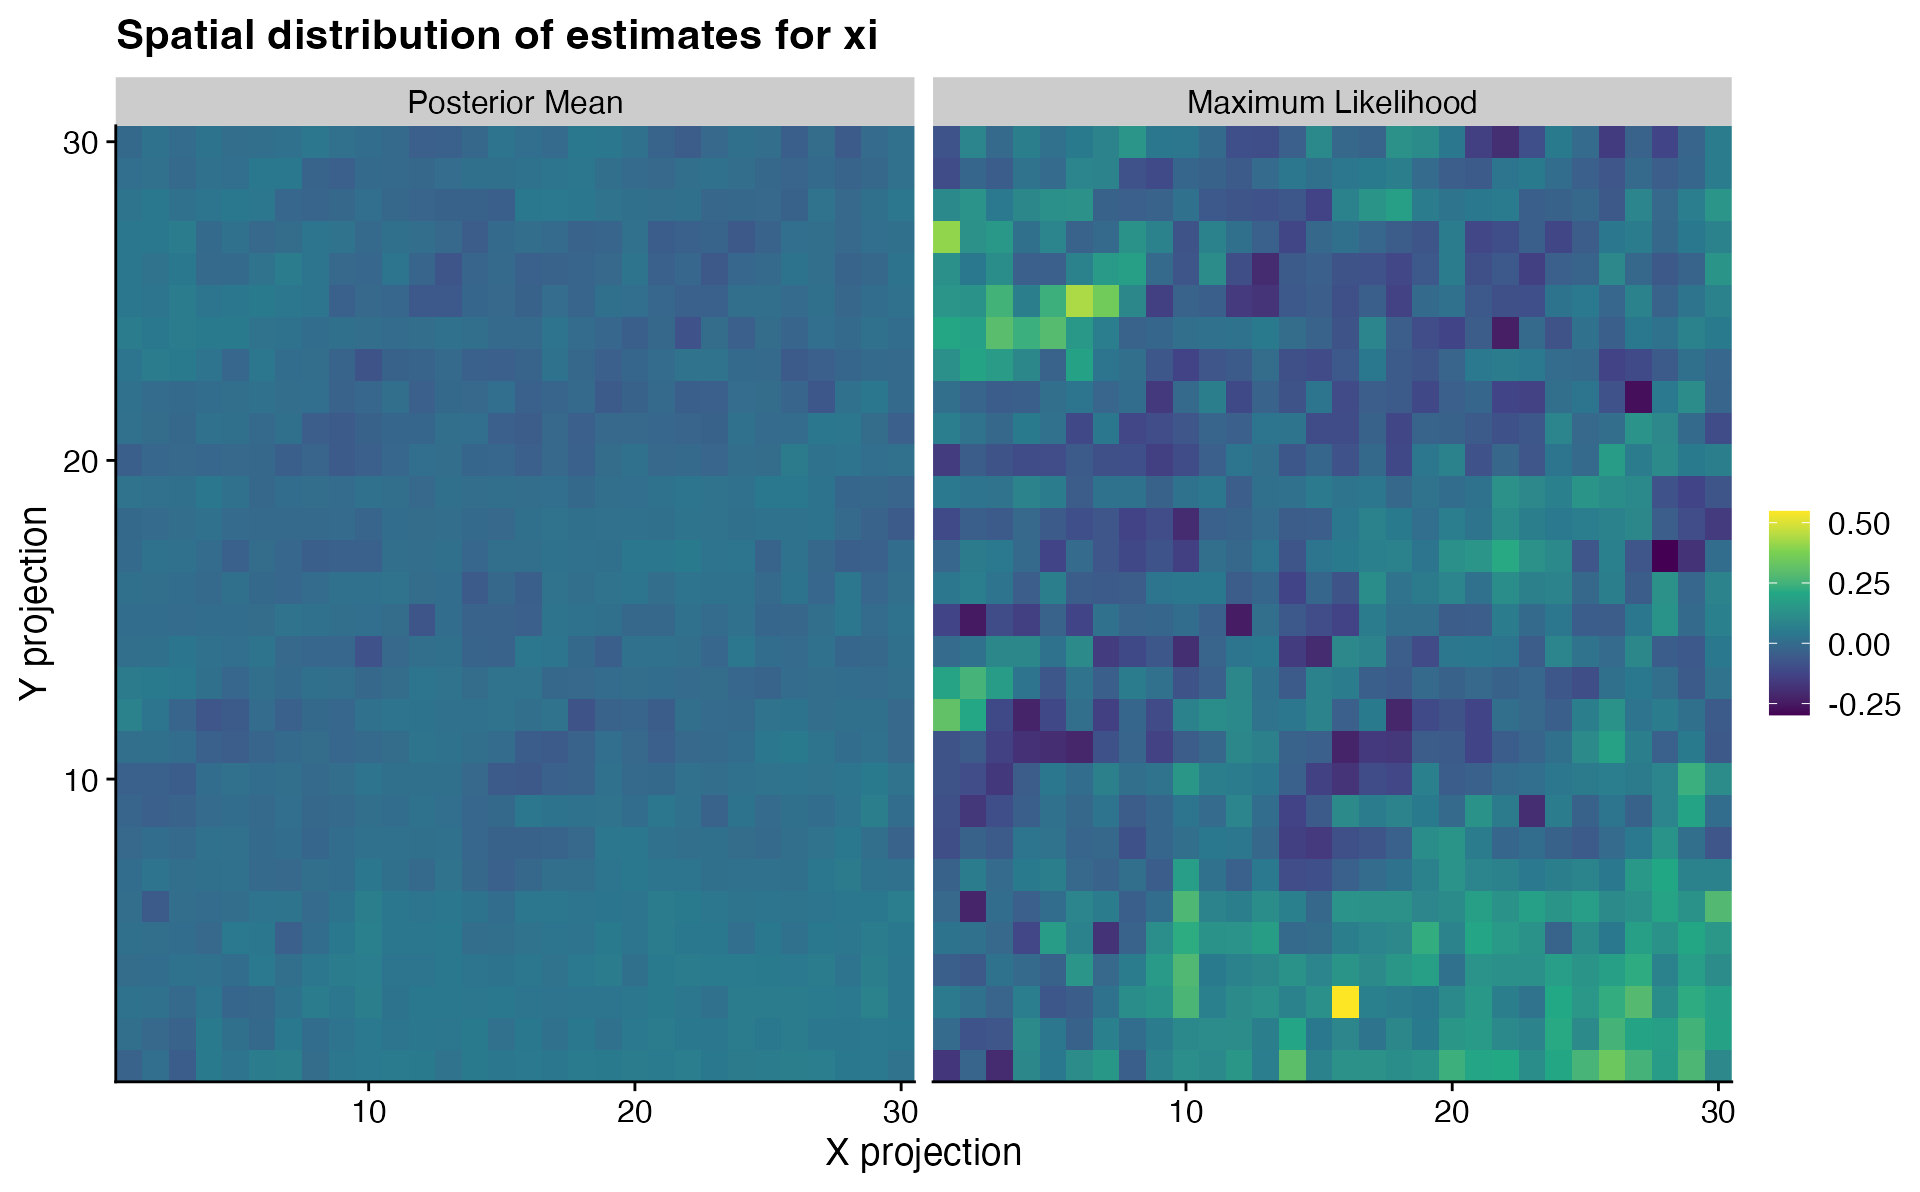 Spatial distribution of estimates for xi
Posterior Mean
Maximum Likelihood
30
20
10
Y projection
10
20
30
10
20
30
X projection
0.50
0.25
0.00
-0.25